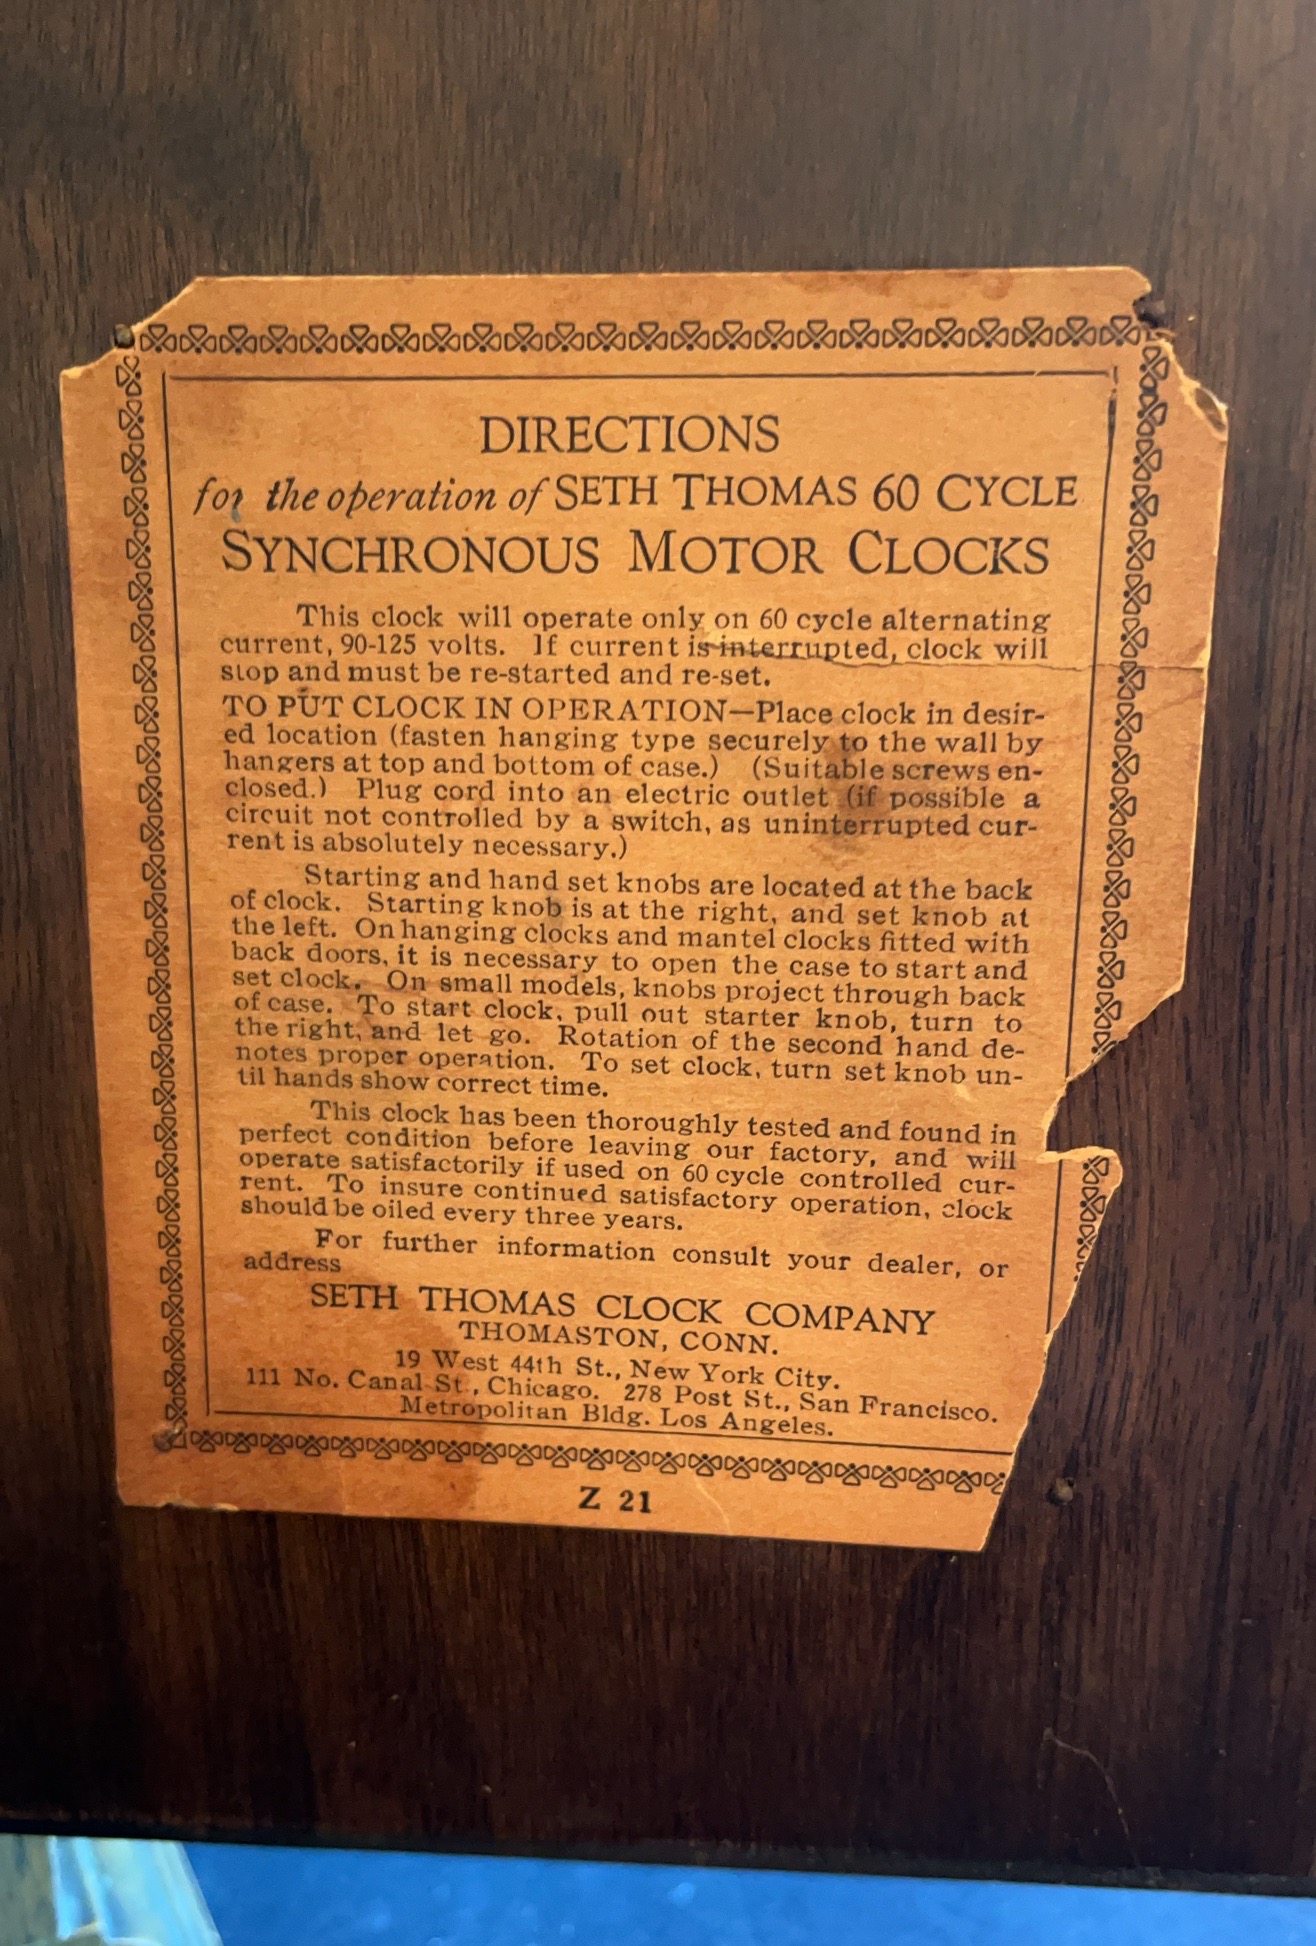 DIRECTIONS
for the operation of SETH THOMAS 60 CYCLE
SYNCHRONOUS MOTOR CLOCKS
This clock will operate only on 60 cycle alternating
current, 90-125 volts. If current is interrupted, clock will
stop and must be re-started and re-set.
TO PUT CLOCK IN OPERATION—Place clock in desir-
ed location (fasten hanging type securely to the wall by
hangers at top and bottom of case.) (Suitable screws en-
closed.) Plug cord into an electric outlet (if possible a
circuit not controlled by a switch, as uninterrupted cur-
rent is absolutely necessary.)
Starting and hand set knobs are located at the back
of clock. Starting knob is at the right, and set knob at
the left. On hanging clocks and mantel clocks fitted with
back doors, it is necessary to open the case to start and
set clock. On small models, knobs project through back
of case. To start clock, pull out starter knob, turn to
the right, and let go. Rotation of the second hand de-
notes proper operation. To set clock, turn set knob un-
til hands show correct time.
This clock has been thoroughly tested and found in
perfect condition before leaving our factory, and will
operate satisfactorily if used on 60 cycle controlled cur-
rent. To insure continued satisfactory operation, clock
should be oiled every three years.
For further information consult your dealer, or
address
SETH THOMAS CLOCK COMPANY
THOMASTON, CONN.
19 West 44th St., New York City.
111 No. Canal St., Chicago. 278 Post St., San Francisco.
Metropolitan Bldg. Los Angeles.
Z 21